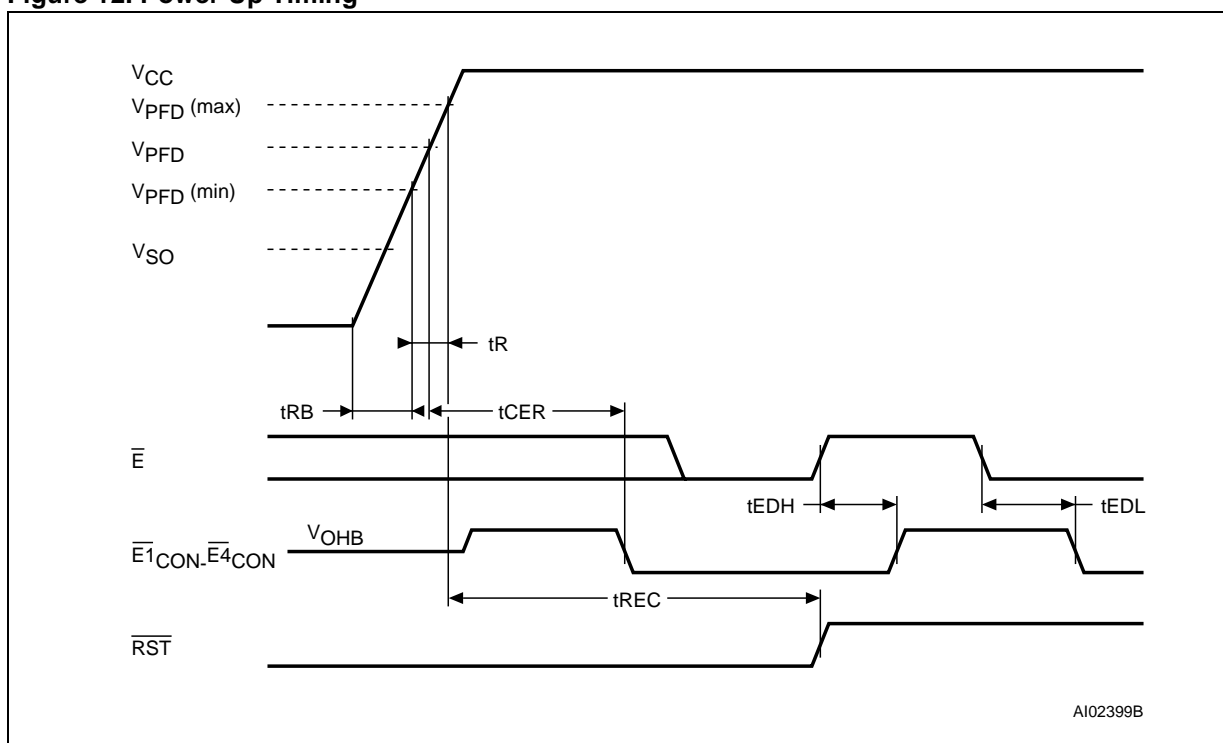 Figure 12. Power Up Timing
VCC
VPFD (max)
VPFD
VPFD (min)
VSO
tR
tRB
tCER
E
tEDH
tEDL
VOHB
E1CON-E4CON
tREC
RST
AI02399B